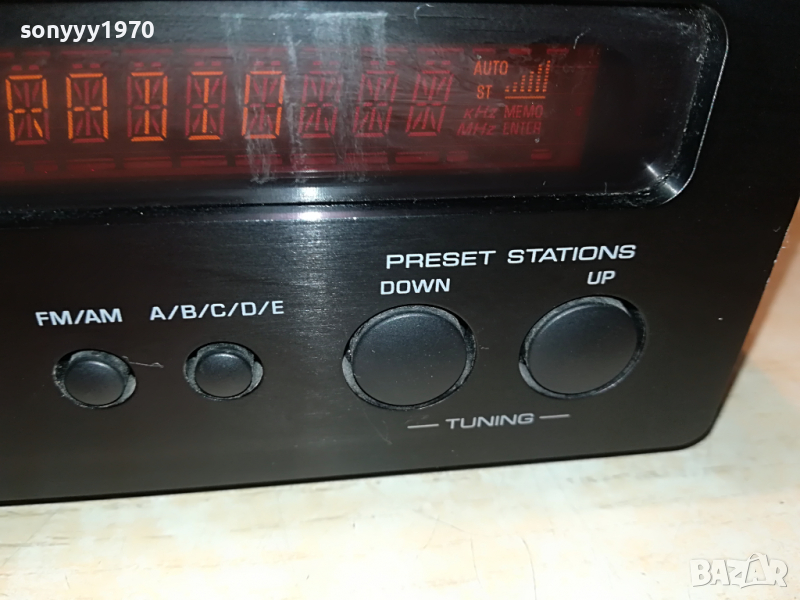 sonyyy1970
AUTO
ST
kHz MEMO
MHz ENTER
PRESET STATIONS
DOWN UP
FM/AM A/B/C/D/E
TUNING
BAZAR